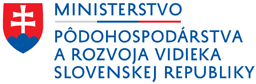 MINISTERSTVO
PÔDOHOSPODÁRSTVA
A ROZVOJA VIDIEKA
SLOVENSKEJ REPUBLIKY